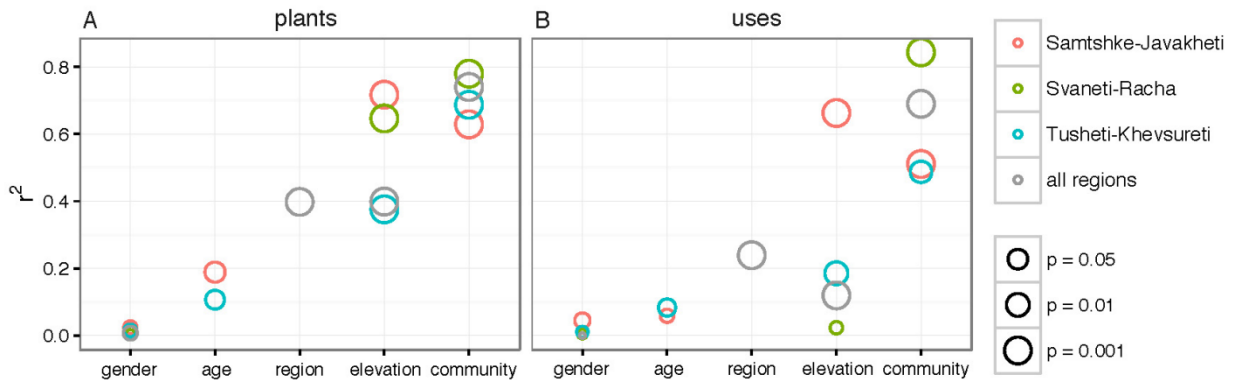 A plants
B uses
r2
0.8
0.6
0.4
0.2
0.0
gender age region elevation community
gender age region elevation community
Samtshke-Javakheti
Svaneti-Racha
Tusheti-Khevsureti
all regions
p = 0.05
p = 0.01
p = 0.001